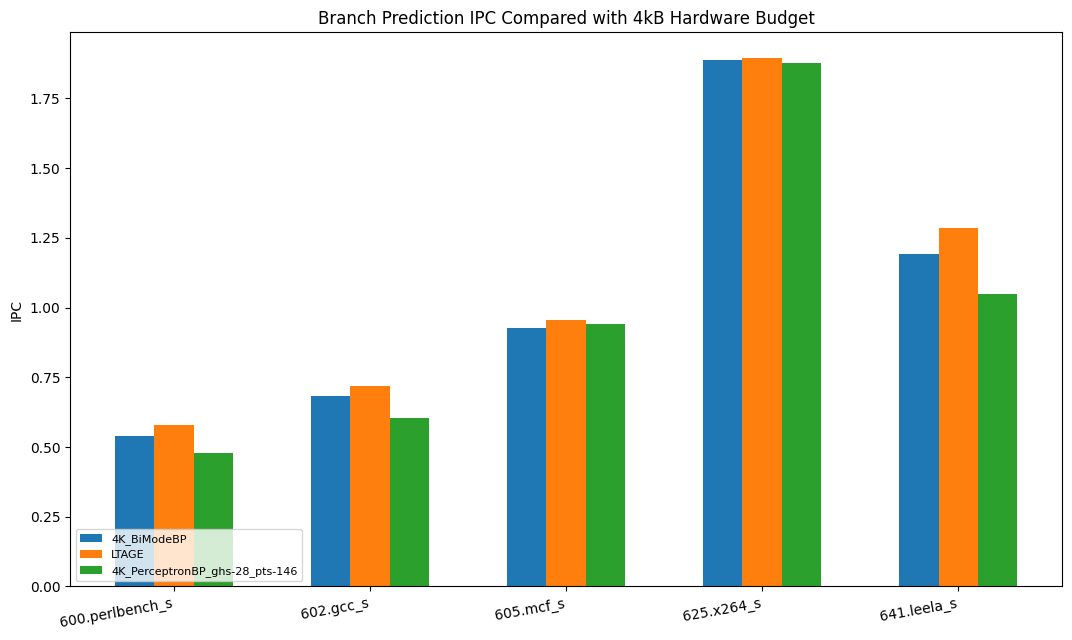 Branch Prediction IPC Compared with 4kB Hardware Budget
IPC
1.75
1.50
1.25
1.00
0.75
0.50
0.25
0.00
4K_BiModeBP
LTAGE
4K_PerceptronBP_ghs-28_pts-146
600.perlbench_s
602.gcc_s
605.mcf_s
625.x264_s
641.leela_s